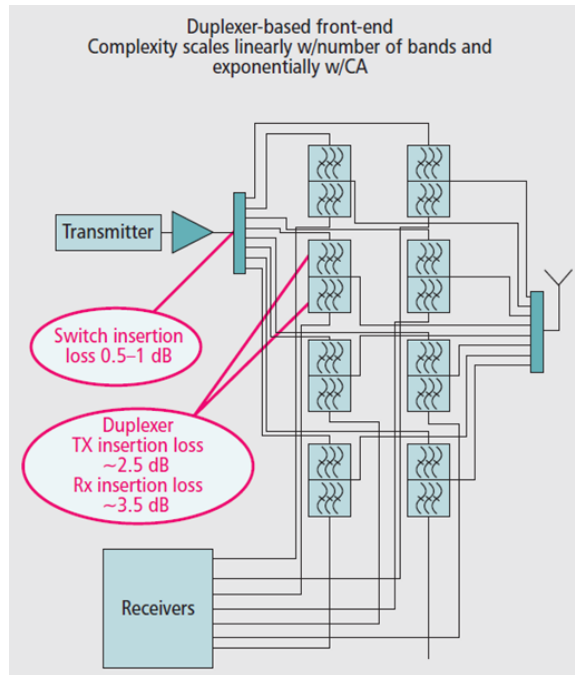 Duplexer-based front-end
Complexity scales linearly w/number of bands and
exponentially w/CA
Transmitter
Switch insertion
loss 0.5–1 dB
Duplexer
TX insertion loss
~2.5 dB
Rx insertion loss
~3.5 dB
Receivers